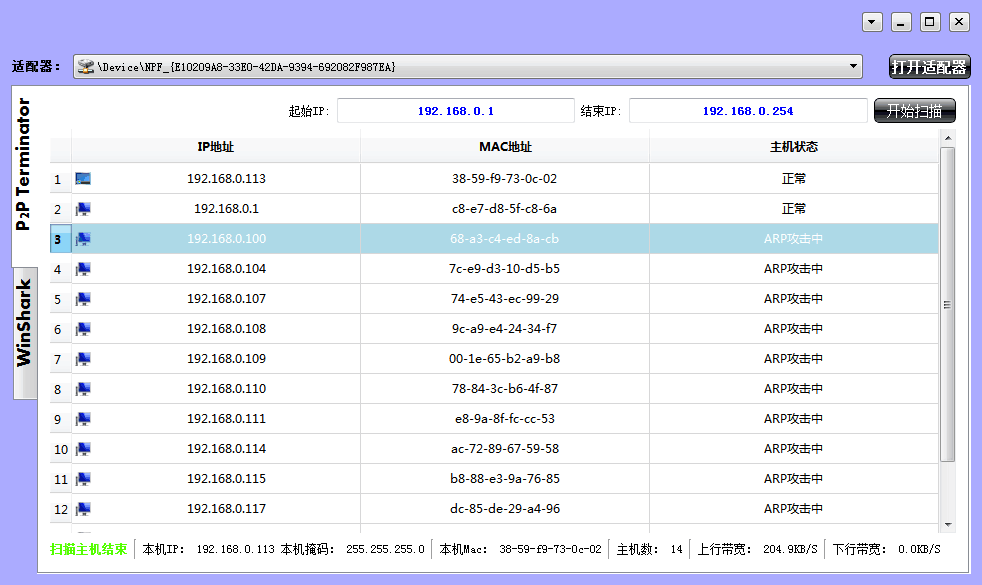 适配器： \Device\NPF_{E10209A8-33E0-42DA-9394-692082F987EA} 打开适配器
P2P Terminator
WinShark
起始IP: 192.168.0.1 结束IP: 192.168.0.254 开始扫描
IP地址 MAC地址 主机状态
1 192.168.0.113 38-59-f9-73-0c-02 正常
2 192.168.0.1 c8-e7-d8-5f-c8-6a 正常
3 192.168.0.100 68-a3-c4-ed-8a-cb ARP攻击中
4 192.168.0.104 7c-e9-d3-10-d5-b5 ARP攻击中
5 192.168.0.107 74-e5-43-ec-99-29 ARP攻击中
6 192.168.0.108 9c-a9-e4-24-34-f7 ARP攻击中
7 192.168.0.109 00-1e-65-b2-a9-b8 ARP攻击中
8 192.168.0.110 78-84-3c-b6-4f-87 ARP攻击中
9 192.168.0.111 e8-9a-8f-fc-cc-53 ARP攻击中
10 192.168.0.114 ac-72-89-67-59-58 ARP攻击中
11 192.168.0.115 b8-88-e3-9a-76-85 ARP攻击中
12 192.168.0.117 dc-85-de-29-a4-96 ARP攻击中
扫描主机结束 本机IP： 192.168.0.113 本机掩码： 255.255.255.0 本机Mac： 38-59-f9-73-0c-02 主机数： 14 上行带宽： 204.9KB/S 下行带宽： 0.0KB/S